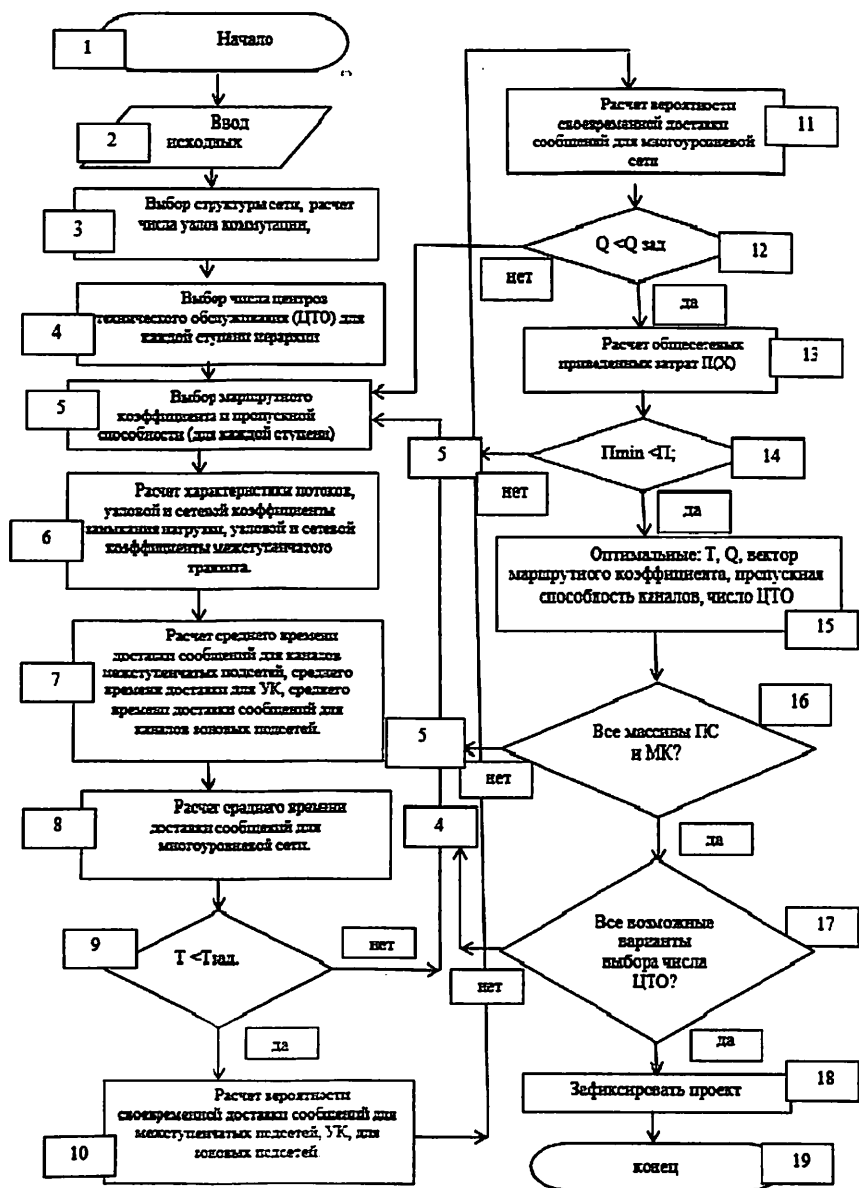 1
Начало
2
Ввод
исходных
3
Выбор структуры сети, расчет
числа узлов коммутации,
4
Выбор числа центров
технического обслуживания (ЦТО) для
каждой ступени иерархии
5
Выбор маршрутного
коэффициента и пропускной
способности (для каждой ступени)
6
Расчет характеристики потоков,
узловой и сетевой коэффициенты
замыкания нагрузки, узловой и сетевой
коэффициенты межступенчатого
транзита.
7
Расчет среднего времени
доставки сообщений для каналов
межступенчатых подсетей, среднего
времени доставки для УК, среднего
времени доставки сообщений для
каналов зоновых подсетей.
8
Расчет среднего времени
доставки сообщений для
многоуровневой сети.
9
T <Tзад.
нет
да
10
Расчет вероятности
своевременной доставки сообщений для
межступенчатых подсетей, УК, для
зоновых подсетей
11
Расчет вероятности
своевременной доставки
сообщений для многоуровневой
сети
12
Q <Q зад
нет
да
13
Расчет общесетевых
приведенных затрат П(X)
5
14
Пmin <П;
нет
да
Оптимальные: T, Q, вектор
маршрутного коэффициента, пропускная
способность каналов, число ЦТО
15
16
Все массивы ПС
и МК?
5
нет
4
да
17
Все возможные
варианты
выбора числа
ЦТО?
нет
да
18
Зафиксировать проект
19
конец